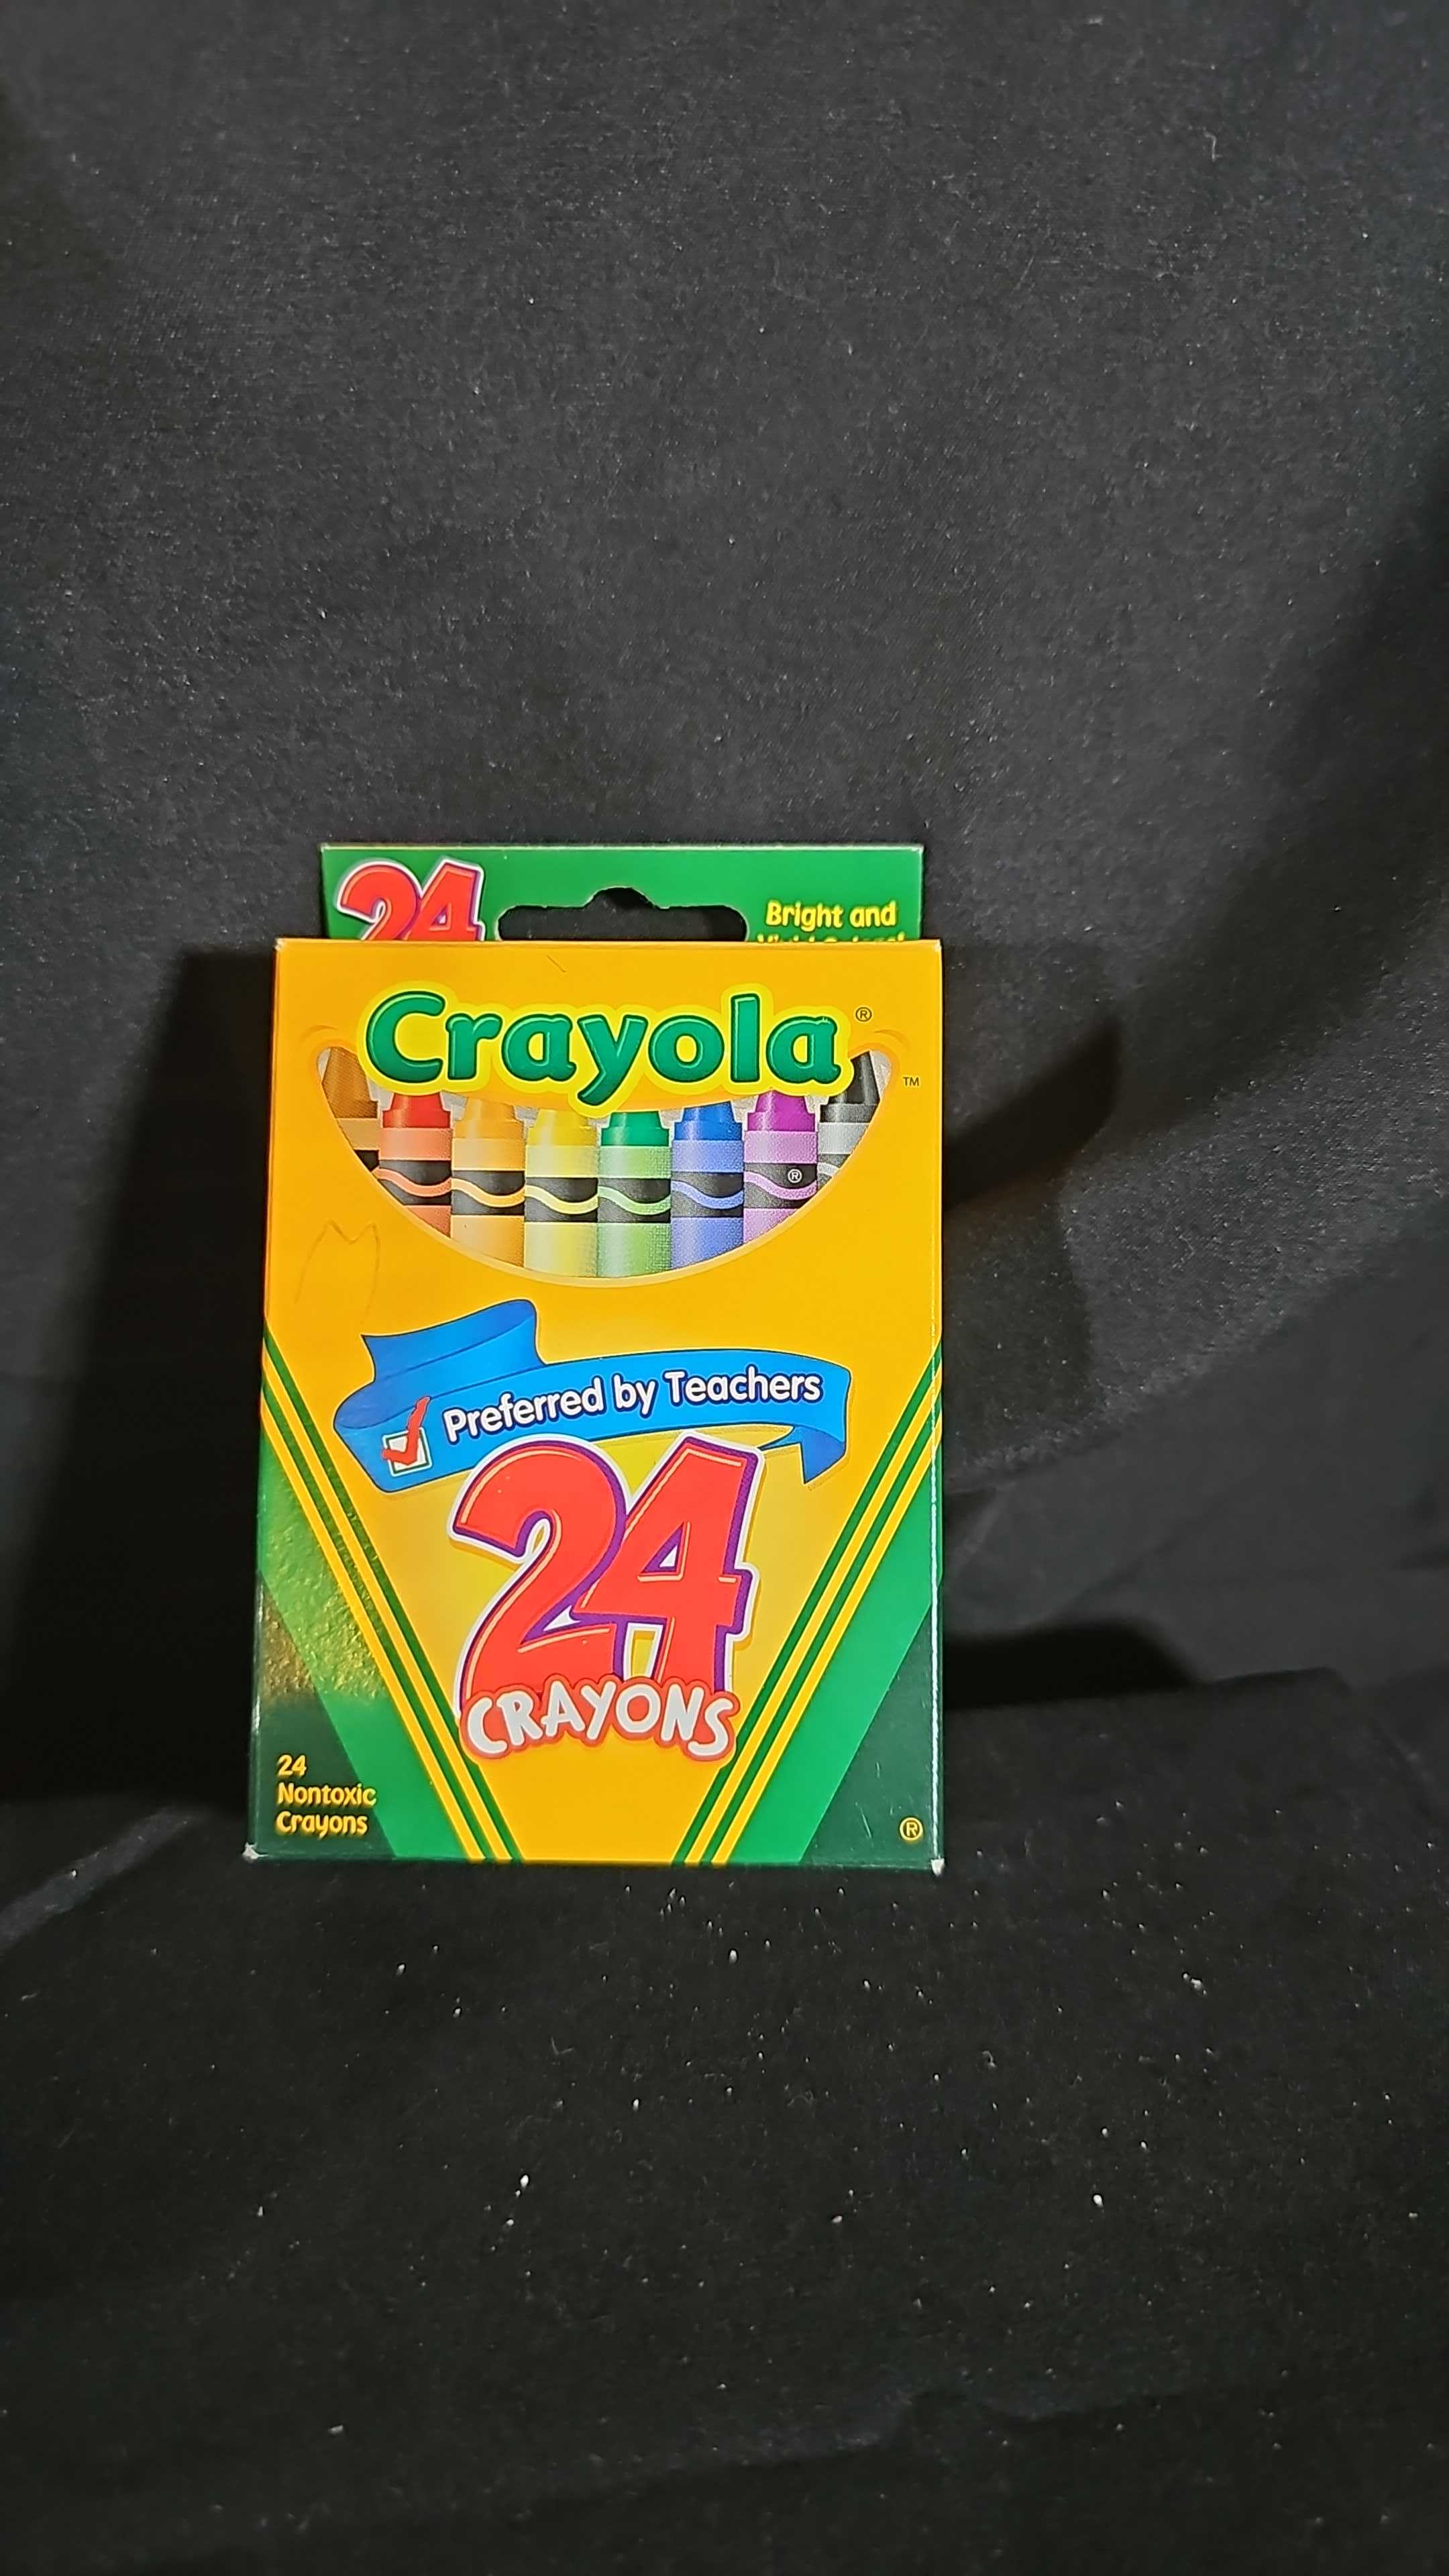 24
Bright and
Crayola ®
TM
®
Preferred by Teachers
24
CRAYONS
24
Nontoxic
Crayons
®